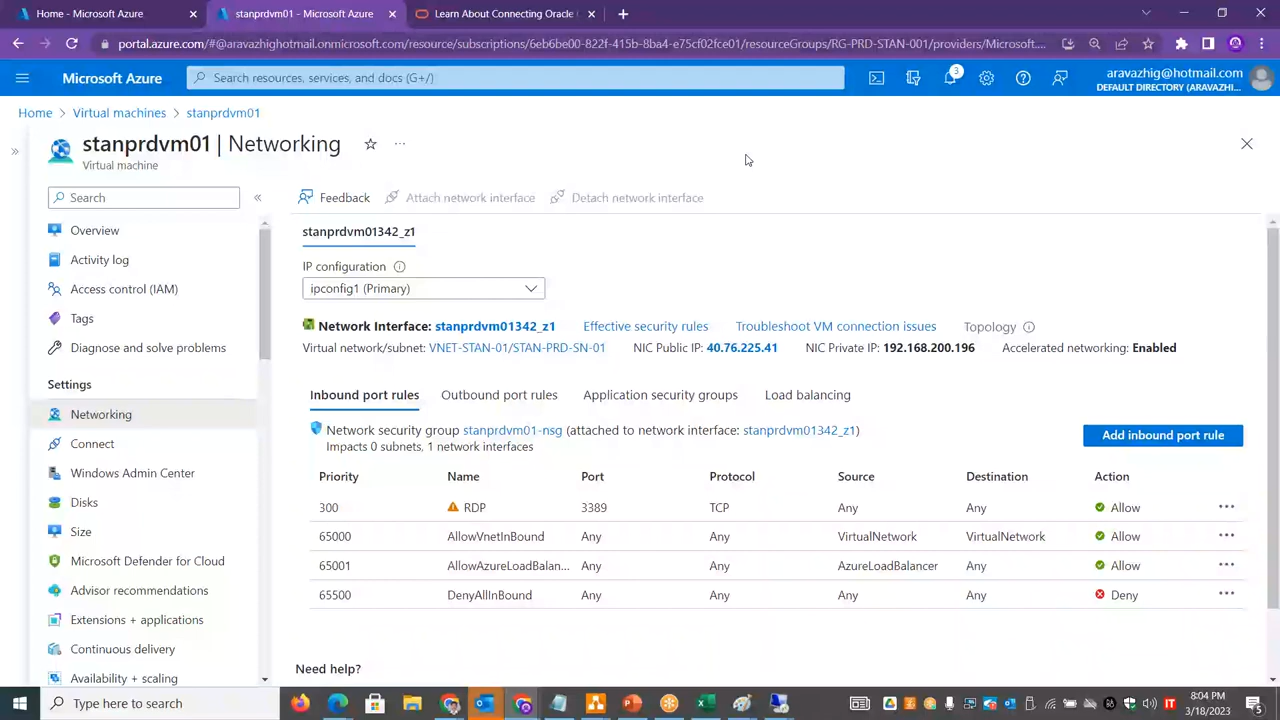 Home - Microsoft Azure
stanprdvm01 - Microsoft Azure
Learn About Connecting Oracle
portal.azure.com/#@aravazhighotmail.onmicrosoft.com/resource/subscriptions/6eb6be00-822f-415b-8ba4-e75cf02fce01/resourceGroups/RG-PRD-STAN-001/providers/Microsoft....
Microsoft Azure
Search resources, services, and docs (G+/)
3
aravazhig@hotmail.com
DEFAULT DIRECTORY (ARAVAZHI...
Home > Virtual machines > stanprdvm01
stanprdvm01 | Networking
Virtual machine
Search
Overview
Activity log
Access control (IAM)
Tags
Diagnose and solve problems
Settings
Networking
Connect
Windows Admin Center
Disks
Size
Microsoft Defender for Cloud
Advisor recommendations
Extensions + applications
Continuous delivery
Availability + scaling
Feedback
Attach network interface
Detach network interface
stanprdvm01342_z1
IP configuration
ipconfig1 (Primary)
Network Interface: stanprdvm01342_z1 Effective security rules Troubleshoot VM connection issues Topology
Virtual network/subnet: VNET-STAN-01/STAN-PRD-SN-01 NIC Public IP: 40.76.225.41 NIC Private IP: 192.168.200.196 Accelerated networking: Enabled
Inbound port rules Outbound port rules Application security groups Load balancing
Network security group stanprdvm01-nsg (attached to network interface: stanprdvm01342_z1)
Impacts 0 subnets, 1 network interfaces
Add inbound port rule
Priority Name Port Protocol Source Destination Action
300 RDP 3389 TCP Any Any Allow
65000 AllowVnetInBound Any Any VirtualNetwork VirtualNetwork Allow
65001 AllowAzureLoadBalan... Any Any AzureLoadBalancer Any Allow
65500 DenyAllInBound Any Any Any Any Deny
Need help?
Type here to search
IT
8:04 PM
3/18/2023
5